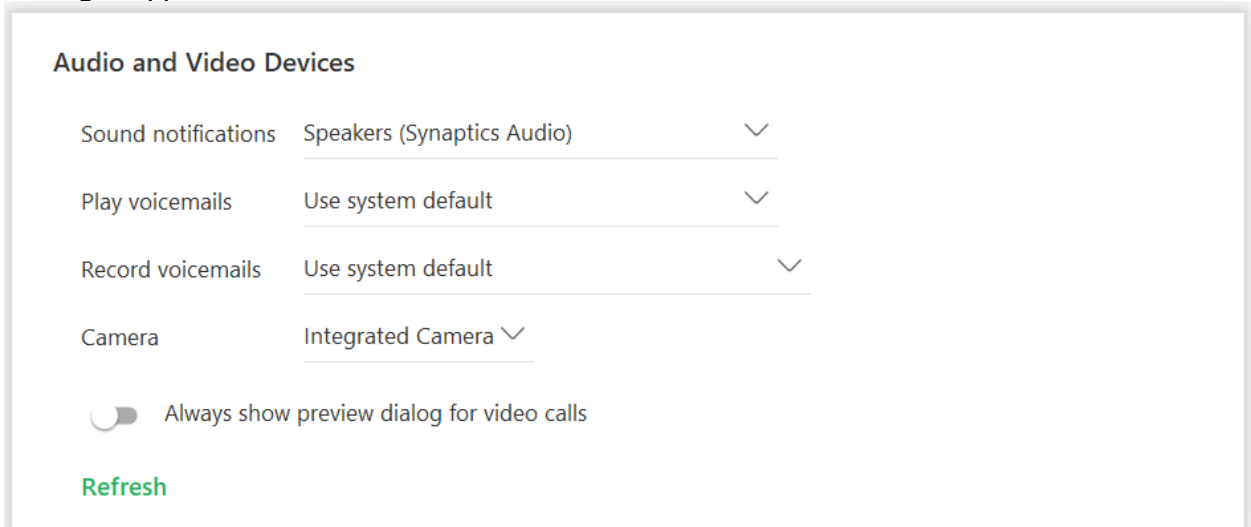 Audio and Video Devices
Sound notifications Speakers (Synaptics Audio)
Play voicemails Use system default
Record voicemails Use system default
Camera Integrated Camera
Always show preview dialog for video calls
Refresh